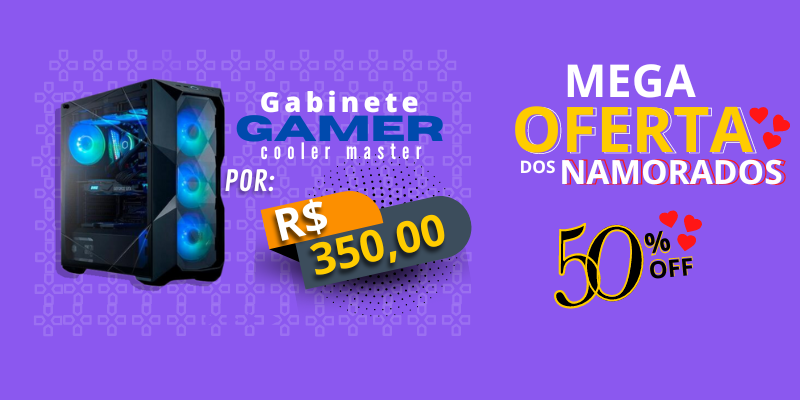 Gabinete
GAMER
cooler master
POR:
R$
350,00
MEGA
OFERTA
DOS NAMORADOS
50%
OFF